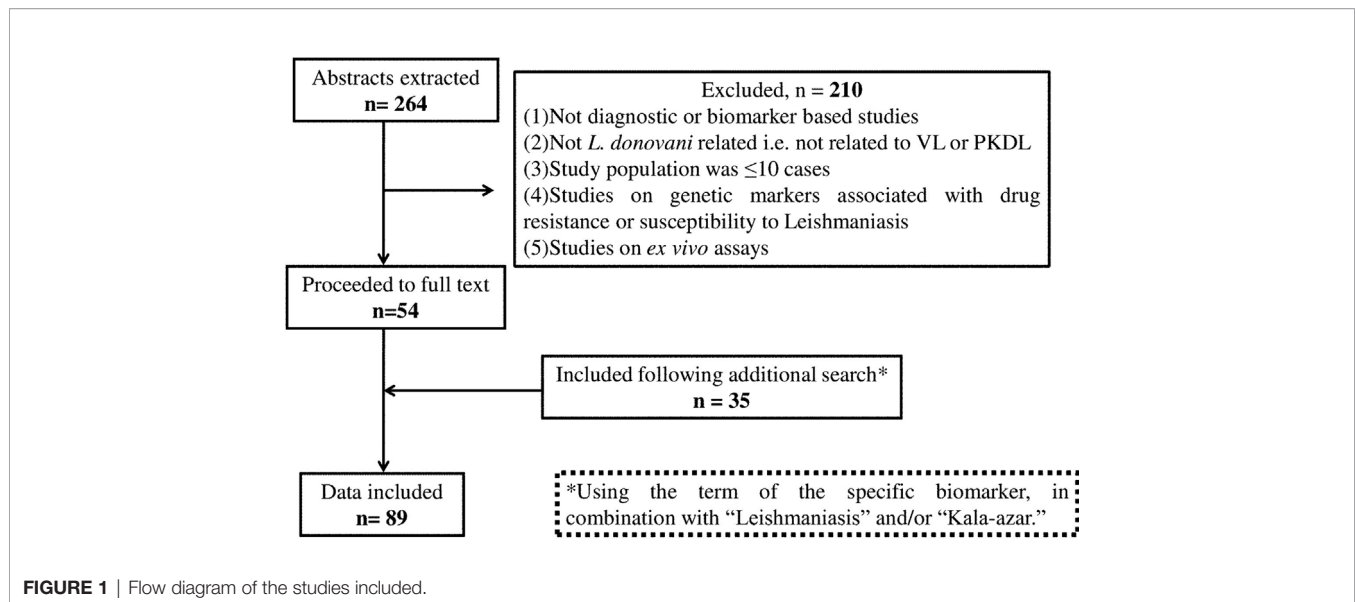 Abstracts extracted
n= 264
Excluded, n = 210
(1)Not diagnostic or biomarker based studies
(2)Not L. donovani related i.e. not related to VL or PKDL
(3)Study population was ≤10 cases
(4)Studies on genetic markers associated with drug
resistance or susceptibility to Leishmaniasis
(5)Studies on ex vivo assays
Proceeded to full text
n=54
Included following additional search*
n = 35
Data included
n= 89
*Using the term of the specific biomarker, in
combination with “Leishmaniasis” and/or “Kala-azar.”
FIGURE 1 | Flow diagram of the studies included.